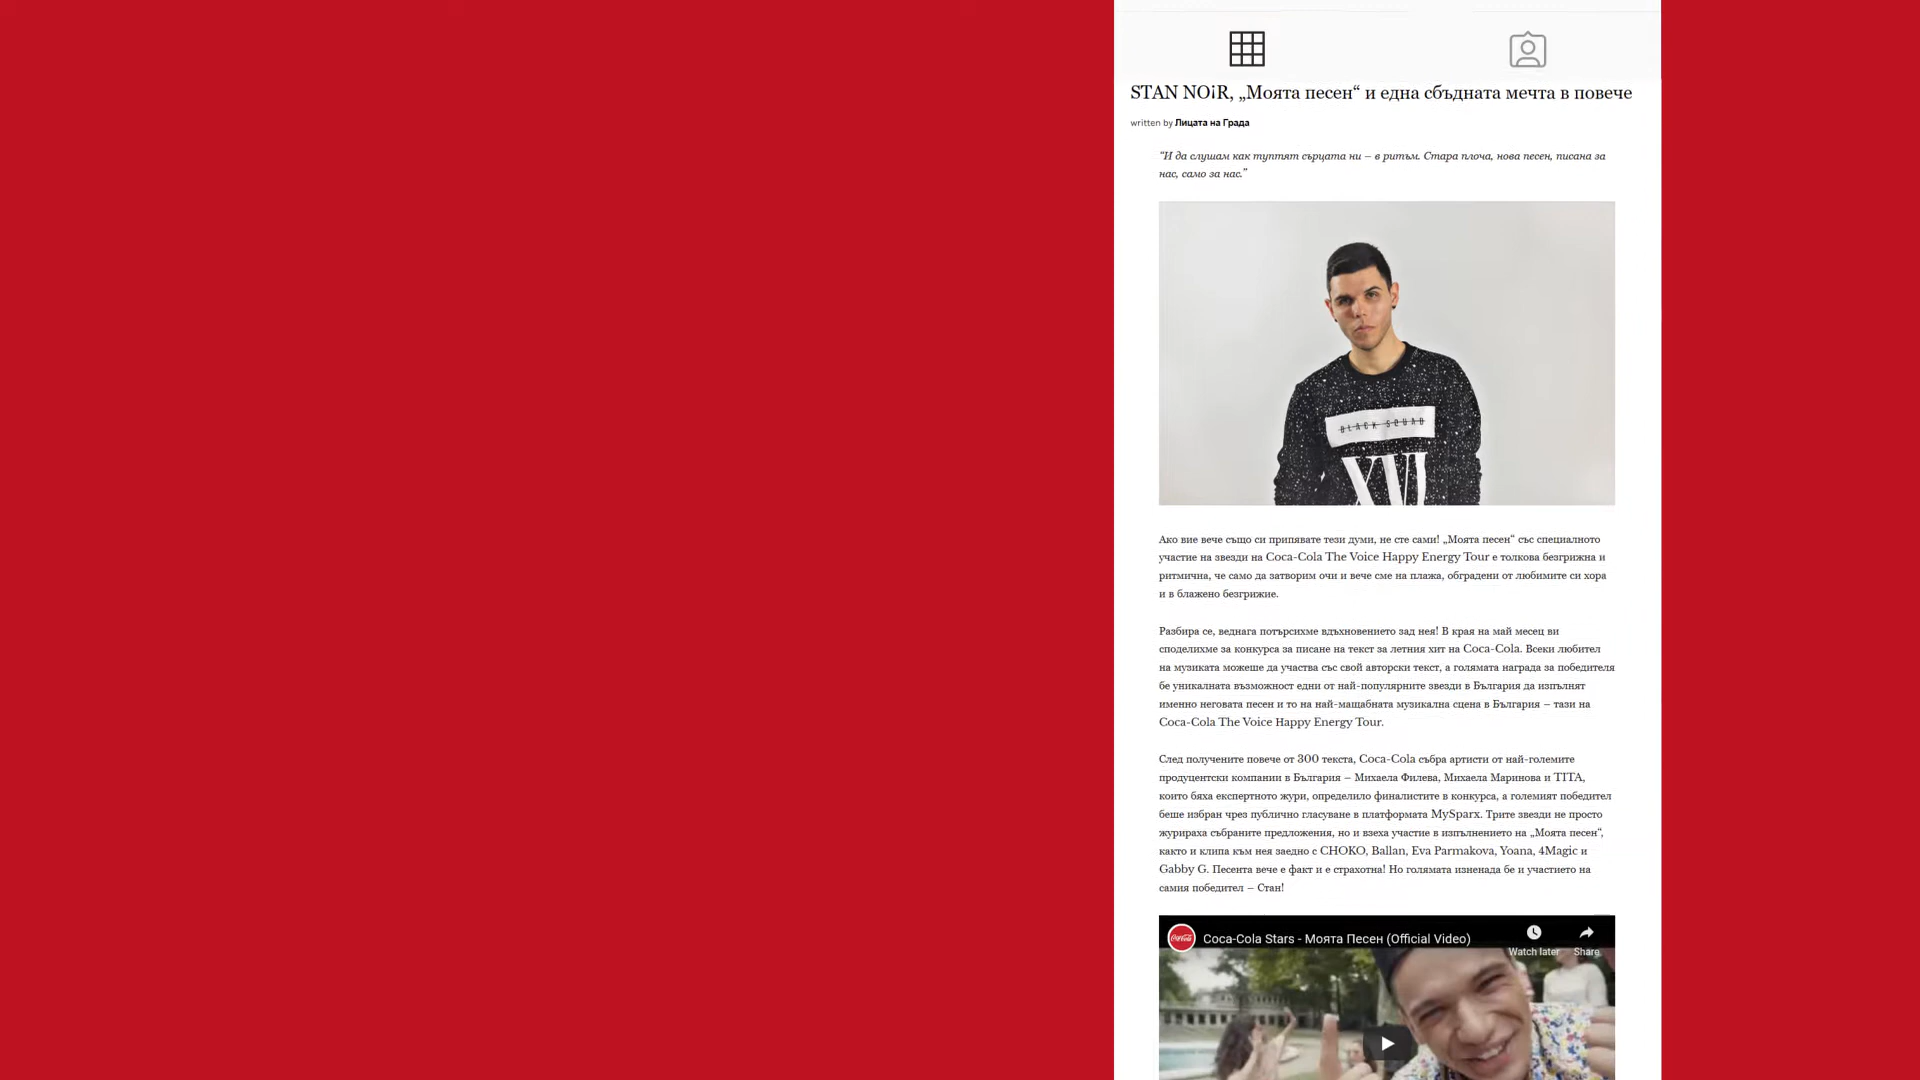 STAN NO¡R, „Моята песен“ и една сбъдната мечта в повече
written by Лицата на Града
“И да слушам как туптят сърцата ни – в ритъм. Стара плоча, нова песен, писана за
нас, само за нас.”
BLACK SQUAD
XVI
Ако вие вече също си припявате тези думи, не сте сами! „Моята песен“ със специалното
участие на звезди на Coca-Cola The Voice Happy Energy Tour е толкова безгрижна и
ритмична, че само да затворим очи и вече сме на плажа, обградени от любимите си хора
и в блажено безгрижие.
Разбира се, веднага потърсихме вдъхновението зад нея! В края на май месец ви
споделихме за конкурса за писане на текст за летния хит на Coca-Cola. Всеки любител
на музиката можеше да участва със свой авторски текст, а голямата награда за победителя
бе уникалната възможност едни от най-популярните звезди в България да изпълнят
именно неговата песен и то на най-мащабната музикална сцена в България – тази на
Coca-Cola The Voice Happy Energy Tour.
След получените повече от 300 текста, Coca-Cola събра артисти от най-големите
продуцентски компании в България – Михаела Филева, Михаела Маринова и TITA,
които бяха експертното жури, определило финалистите в конкурса, а големият победител
беше избран чрез публично гласуване в платформата MySparx. Трите звезди не просто
журираха събраните предложения, но и взеха участие в изпълнението на „Моята песен“,
както и клипа към нея заедно с CHOKO, Ballan, Eva Parmakova, Yoana, 4Magic и
Gabby G. Песента вече е факт и е страхотна! Но голямата изненада бе и участието на
самия победител – Стан!
Coca-Cola
Coca-Cola Stars - Моята Песен (Official Video)
Watch later
Share